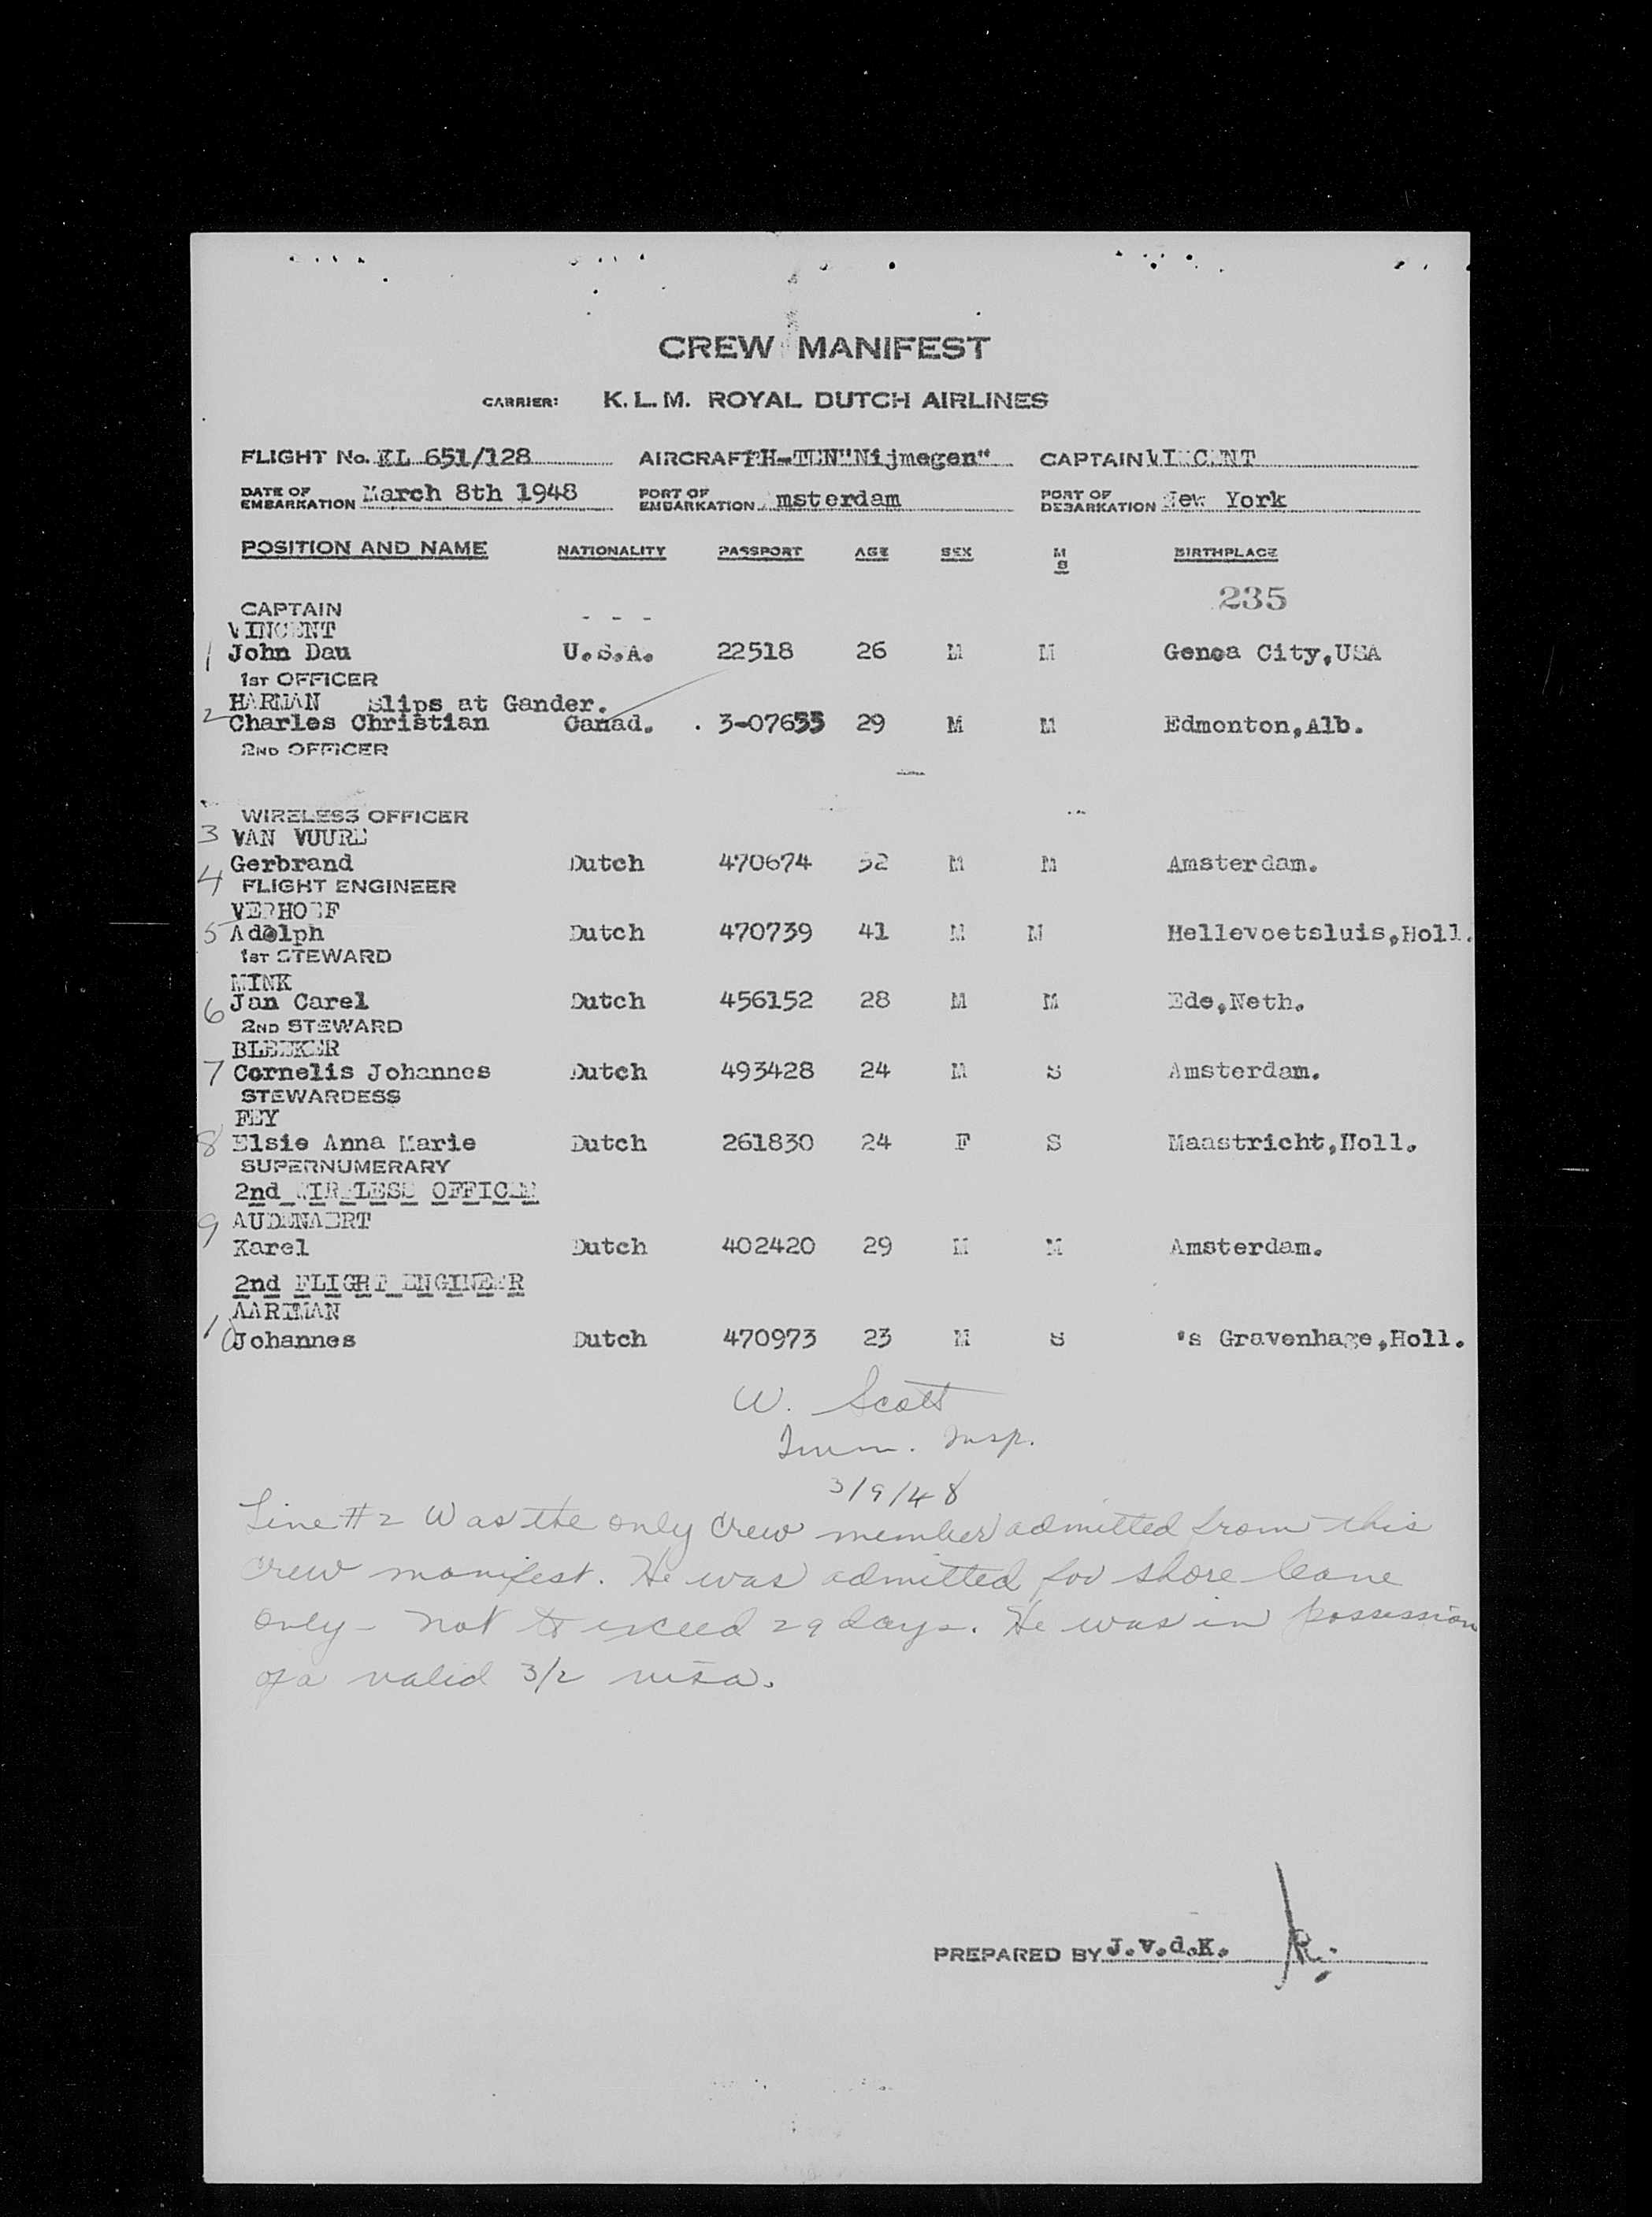 CREW MANIFEST
CARRIER: K.L.M. ROYAL DUTCH AIRLINES
FLIGHT No. KL 651/128 AIRCRAFT PH-TEN "Nijmegen" CAPTAIN VINCENT
DATE OF EMBARKATION March 8th 1948 PORT OF EMBARKATION Amsterdam PORT OF DEBARKATION New York
POSITION AND NAME NATIONALITY PASSPORT AGE SEX M S BIRTHPLACE
235
CAPTAIN - - -
VINCENT
1 John Dau U.S.A. 22518 26 M M Genoa City,USA
1ST OFFICER
HARMAN slips at Gander.
2 Charles Christian Canad. 3-07653 29 M M Edmonton,Alb.
2ND OFFICER
WIRELESS OFFICER
3 VAN VUURE
Gerbrand Dutch 470674 32 M M Amsterdam.
4 FLIGHT ENGINEER
VERHOEF
5 Adolph Dutch 470739 41 M M Hellevoetsluis,Holl.
1ST STEWARD
MINK
6 Jan Carel Dutch 456152 28 M M Ede,Neth.
2ND STEWARD
BLEEKER
7 Cornelis Johannes Dutch 493428 24 M S Amsterdam.
STEWARDESS
FEY
8 Elsie Anna Marie Dutch 261830 24 F S Maastricht,Holl.
SUPERNUMERARY
2nd WIRELESS OFFICER
9 AUDENAERT
Karel Dutch 402420 29 M M Amsterdam.
2nd FLIGHT ENGINEER
AARTMAN
10 Johannes Dutch 470973 23 M S 's Gravenhage,Holl.
W. Scott
Imm. Insp.
3/9/48
Line #2 Was the only crew member admitted from this
crew manifest. He was admitted for shore leave
only - not to exceed 29 days. He was in possession
of a valid 3/2 visa.
PREPARED BY J.v.d.K.